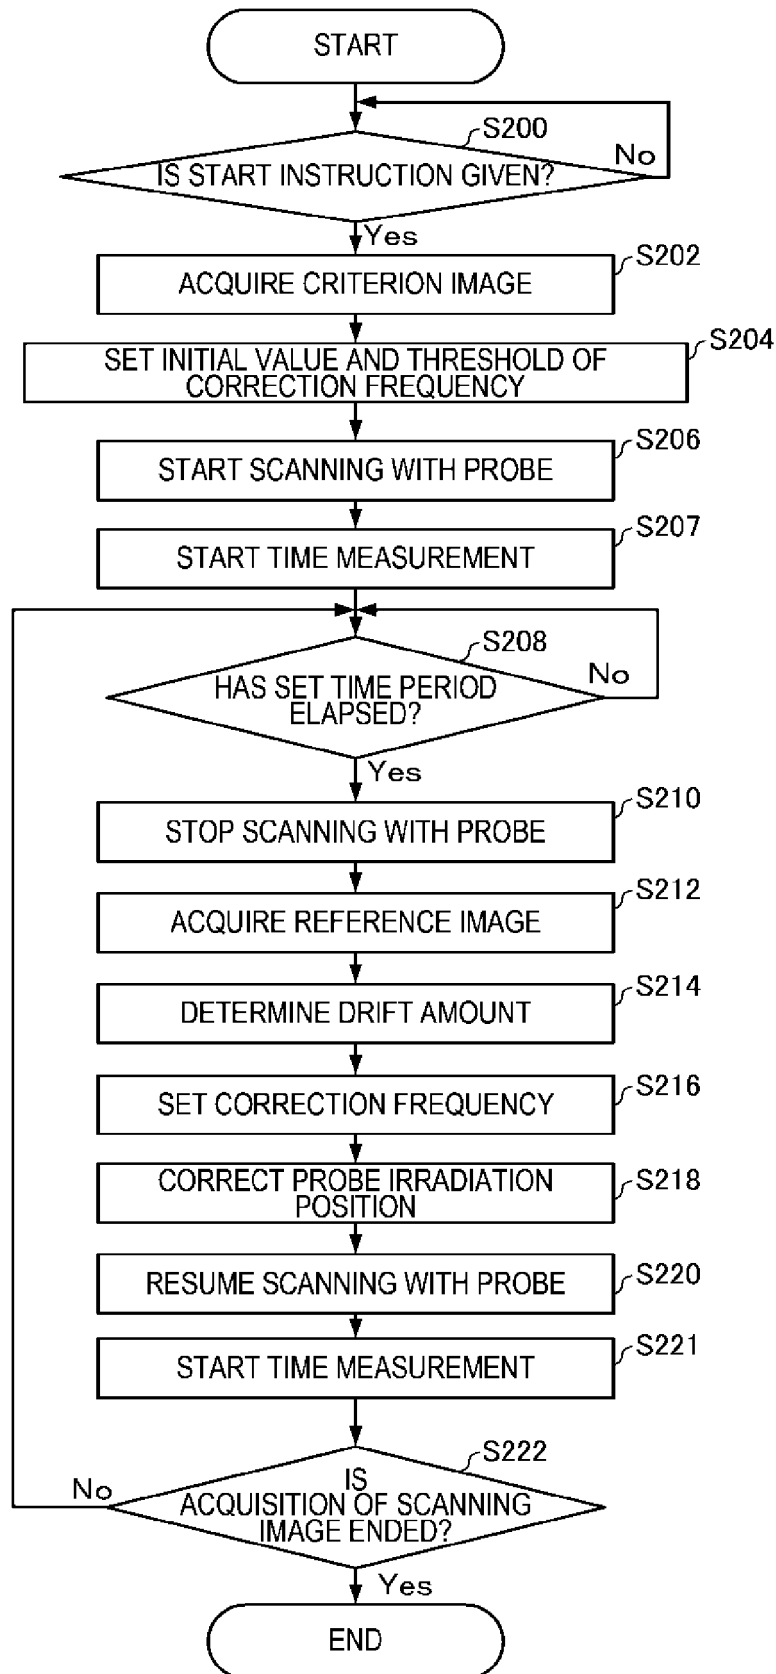 START
S200
No
IS START INSTRUCTION GIVEN?
Yes
S202
ACQUIRE CRITERION IMAGE
S204
SET INITIAL VALUE AND THRESHOLD OF
CORRECTION FREQUENCY
S206
START SCANNING WITH PROBE
S207
START TIME MEASUREMENT
S208
No
HAS SET TIME PERIOD
ELAPSED?
Yes
S210
STOP SCANNING WITH PROBE
S212
ACQUIRE REFERENCE IMAGE
S214
DETERMINE DRIFT AMOUNT
S216
SET CORRECTION FREQUENCY
S218
CORRECT PROBE IRRADIATION
POSITION
S220
RESUME SCANNING WITH PROBE
S221
START TIME MEASUREMENT
S222
No
IS
ACQUISITION OF SCANNING
IMAGE ENDED?
Yes
END